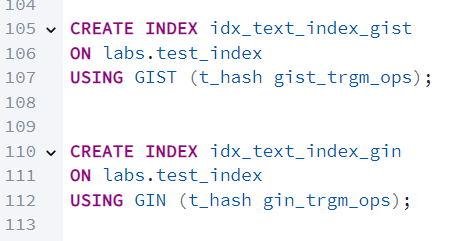 104
105 CREATE INDEX idx_text_index_gist
106 ON labs.test_index
107 USING GIST (t_hash gist_trgm_ops);
108
109
110 CREATE INDEX idx_text_index_gin
111 ON labs.test_index
112 USING GIN (t_hash gin_trgm_ops);
113